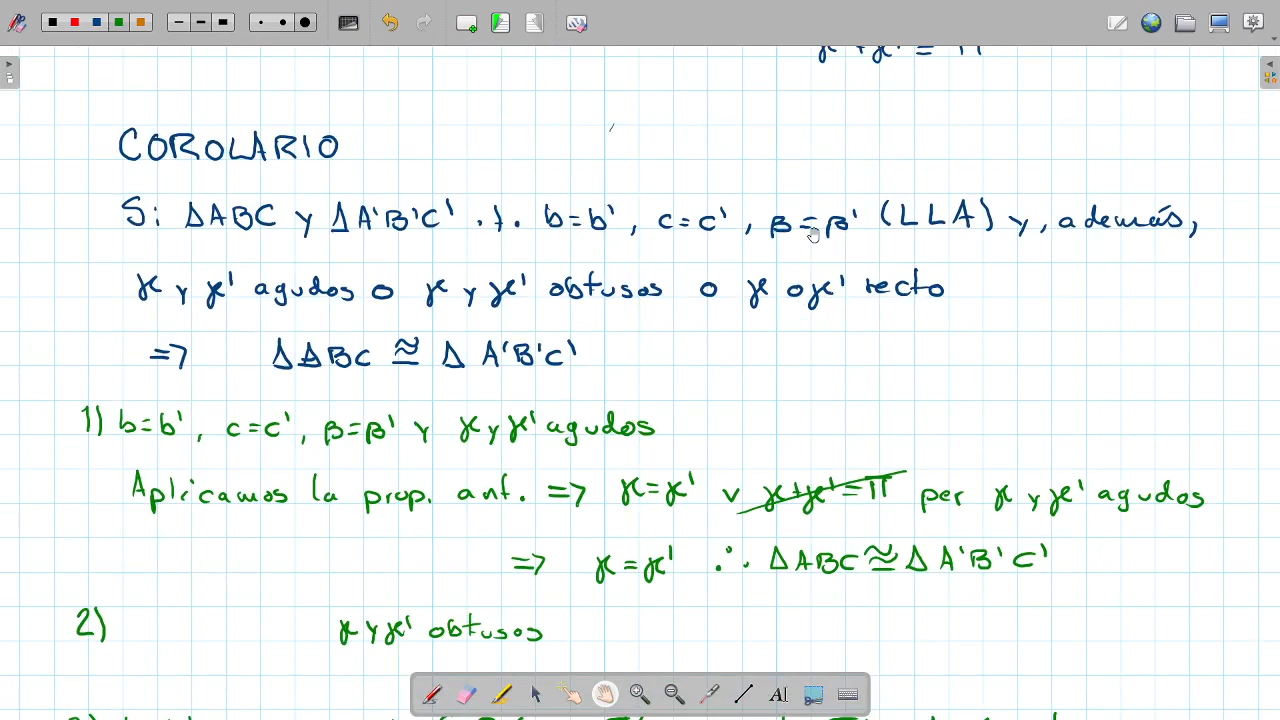 γ + γ' = π
COROLARIO
Si ΔABC y ΔA'B'C' .t. b=b', c=c', β=β' (LLA) y, además,
γ y γ' agudos o γ y γ' obtusos o γ o γ' recto
=> ΔABC ≅ ΔA'B'C'
1) b=b', c=c', β=β' y γ y γ' agudos
Aplicamos la prop. ant. => γ=γ' v γ+γ'=π per γ y γ' agudos
=> γ=γ' ∴ ΔABC ≅ ΔA'B'C'
2) γ y γ' obtusos